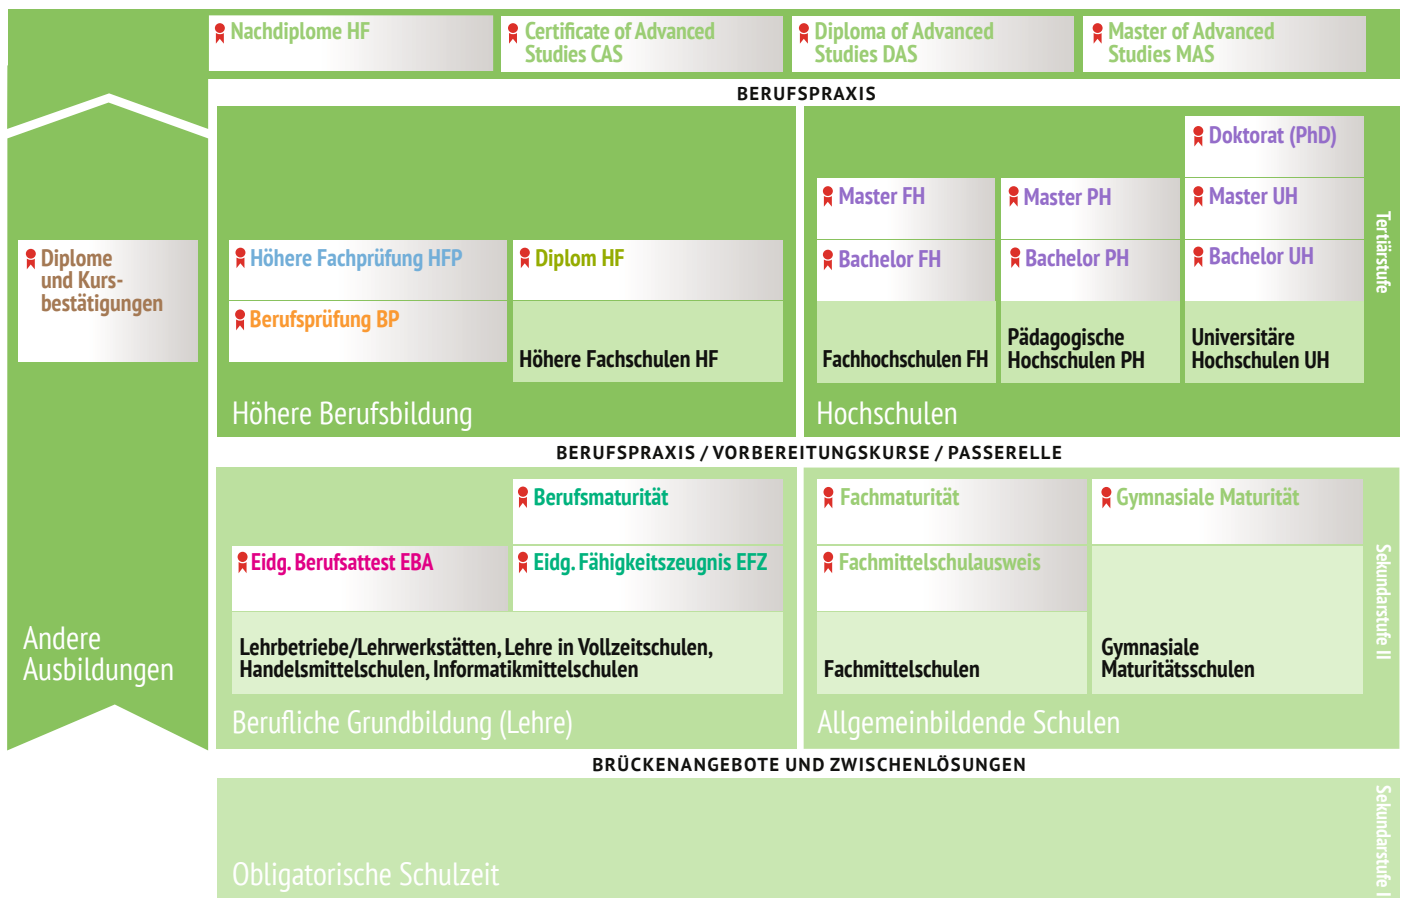 Nachdiplome HF
Certificate of Advanced
Studies CAS
Diploma of Advanced
Studies DAS
Master of Advanced
Studies MAS
BERUFSPRAXIS
Diplome
und Kurs-
bestätigungen
Andere
Ausbildungen
Höhere Fachprüfung HFP
Berufsprüfung BP
Diplom HF
Höhere Fachschulen HF
Höhere Berufsbildung
Master FH
Bachelor FH
Fachhochschulen FH
Master PH
Bachelor PH
Pädagogische
Hochschulen PH
Doktorat (PhD)
Master UH
Bachelor UH
Universitäre
Hochschulen UH
Hochschulen
Tertiärstufe
BERUFSPRAXIS / VORBEREITUNGSKURSE / PASSERELLE
Berufsmaturität
Eidg. Berufsattest EBA
Eidg. Fähigkeitszeugnis EFZ
Lehrbetriebe/Lehrwerkstätten, Lehre in Vollzeitschulen,
Handelsmittelschulen, Informatikmittelschulen
Berufliche Grundbildung (Lehre)
Fachmaturität
Fachmittelschulausweis
Fachmittelschulen
Gymnasiale Maturität
Gymnasiale
Maturitätsschulen
Allgemeinbildende Schulen
Sekundarstufe II
BRÜCKENANGEBOTE UND ZWISCHENLÖSUNGEN
Obligatorische Schulzeit
Sekundarstufe I